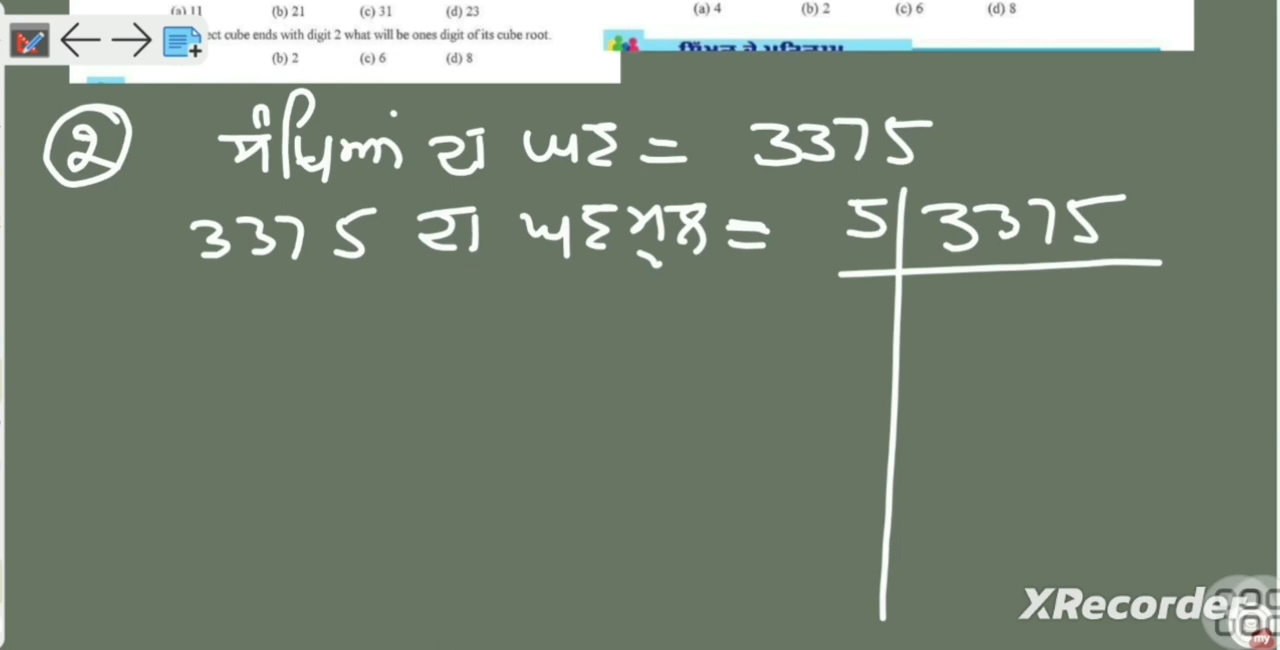 (a) 11 (b) 21 (c) 31 (d) 23
ect cube ends with digit 2 what will be ones digit of its cube root.
(b) 2 (c) 6 (d) 8
(a) 4 (b) 2 (c) 6 (d) 8
2 ਸੰਖਿਆ ਦਾ ਘਣ = 3375
3375 ਦਾ ਘਣਮੂਲ = 5 3375
XRecorder
my